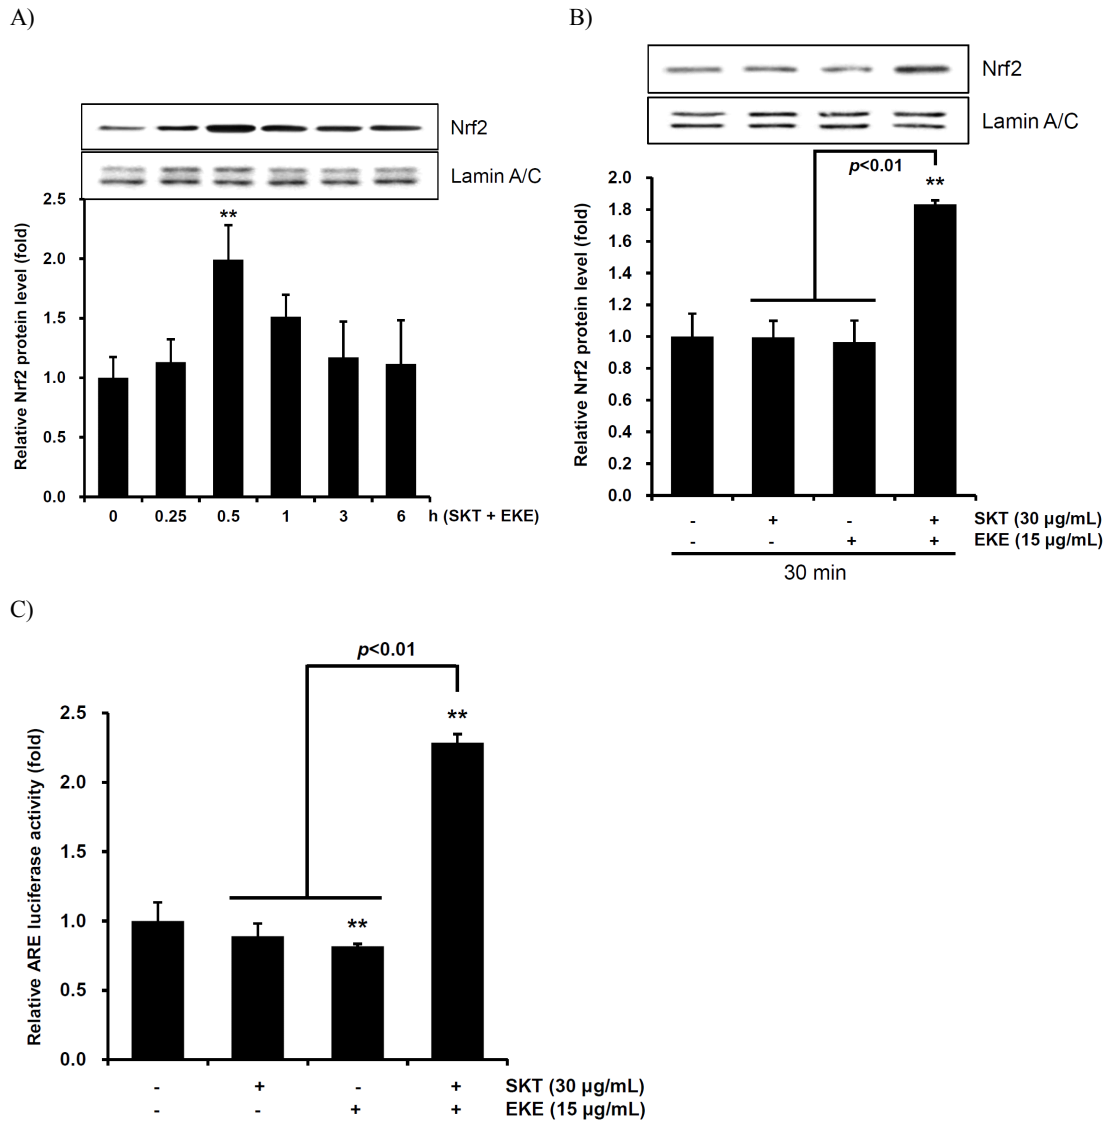 A)
Nrf2
Lamin A/C
Relative Nrf2 protein level (fold)
2.5
2.0
1.5
1.0
0.5
0.0
**
0 0.25 0.5 1 3 6 h (SKT + EKE)
B)
Nrf2
Lamin A/C
p<0.01
**
Relative Nrf2 protein level (fold)
2.0
1.8
1.6
1.4
1.2
1.0
0.8
0.6
0.4
0.2
0.0
- + - + SKT (30 µg/mL)
- - + + EKE (15 µg/mL)
30 min
C)
p<0.01
**
**
Relative ARE luciferase activity (fold)
2.5
2.0
1.5
1.0
0.5
0.0
- + - + SKT (30 µg/mL)
- - + + EKE (15 µg/mL)